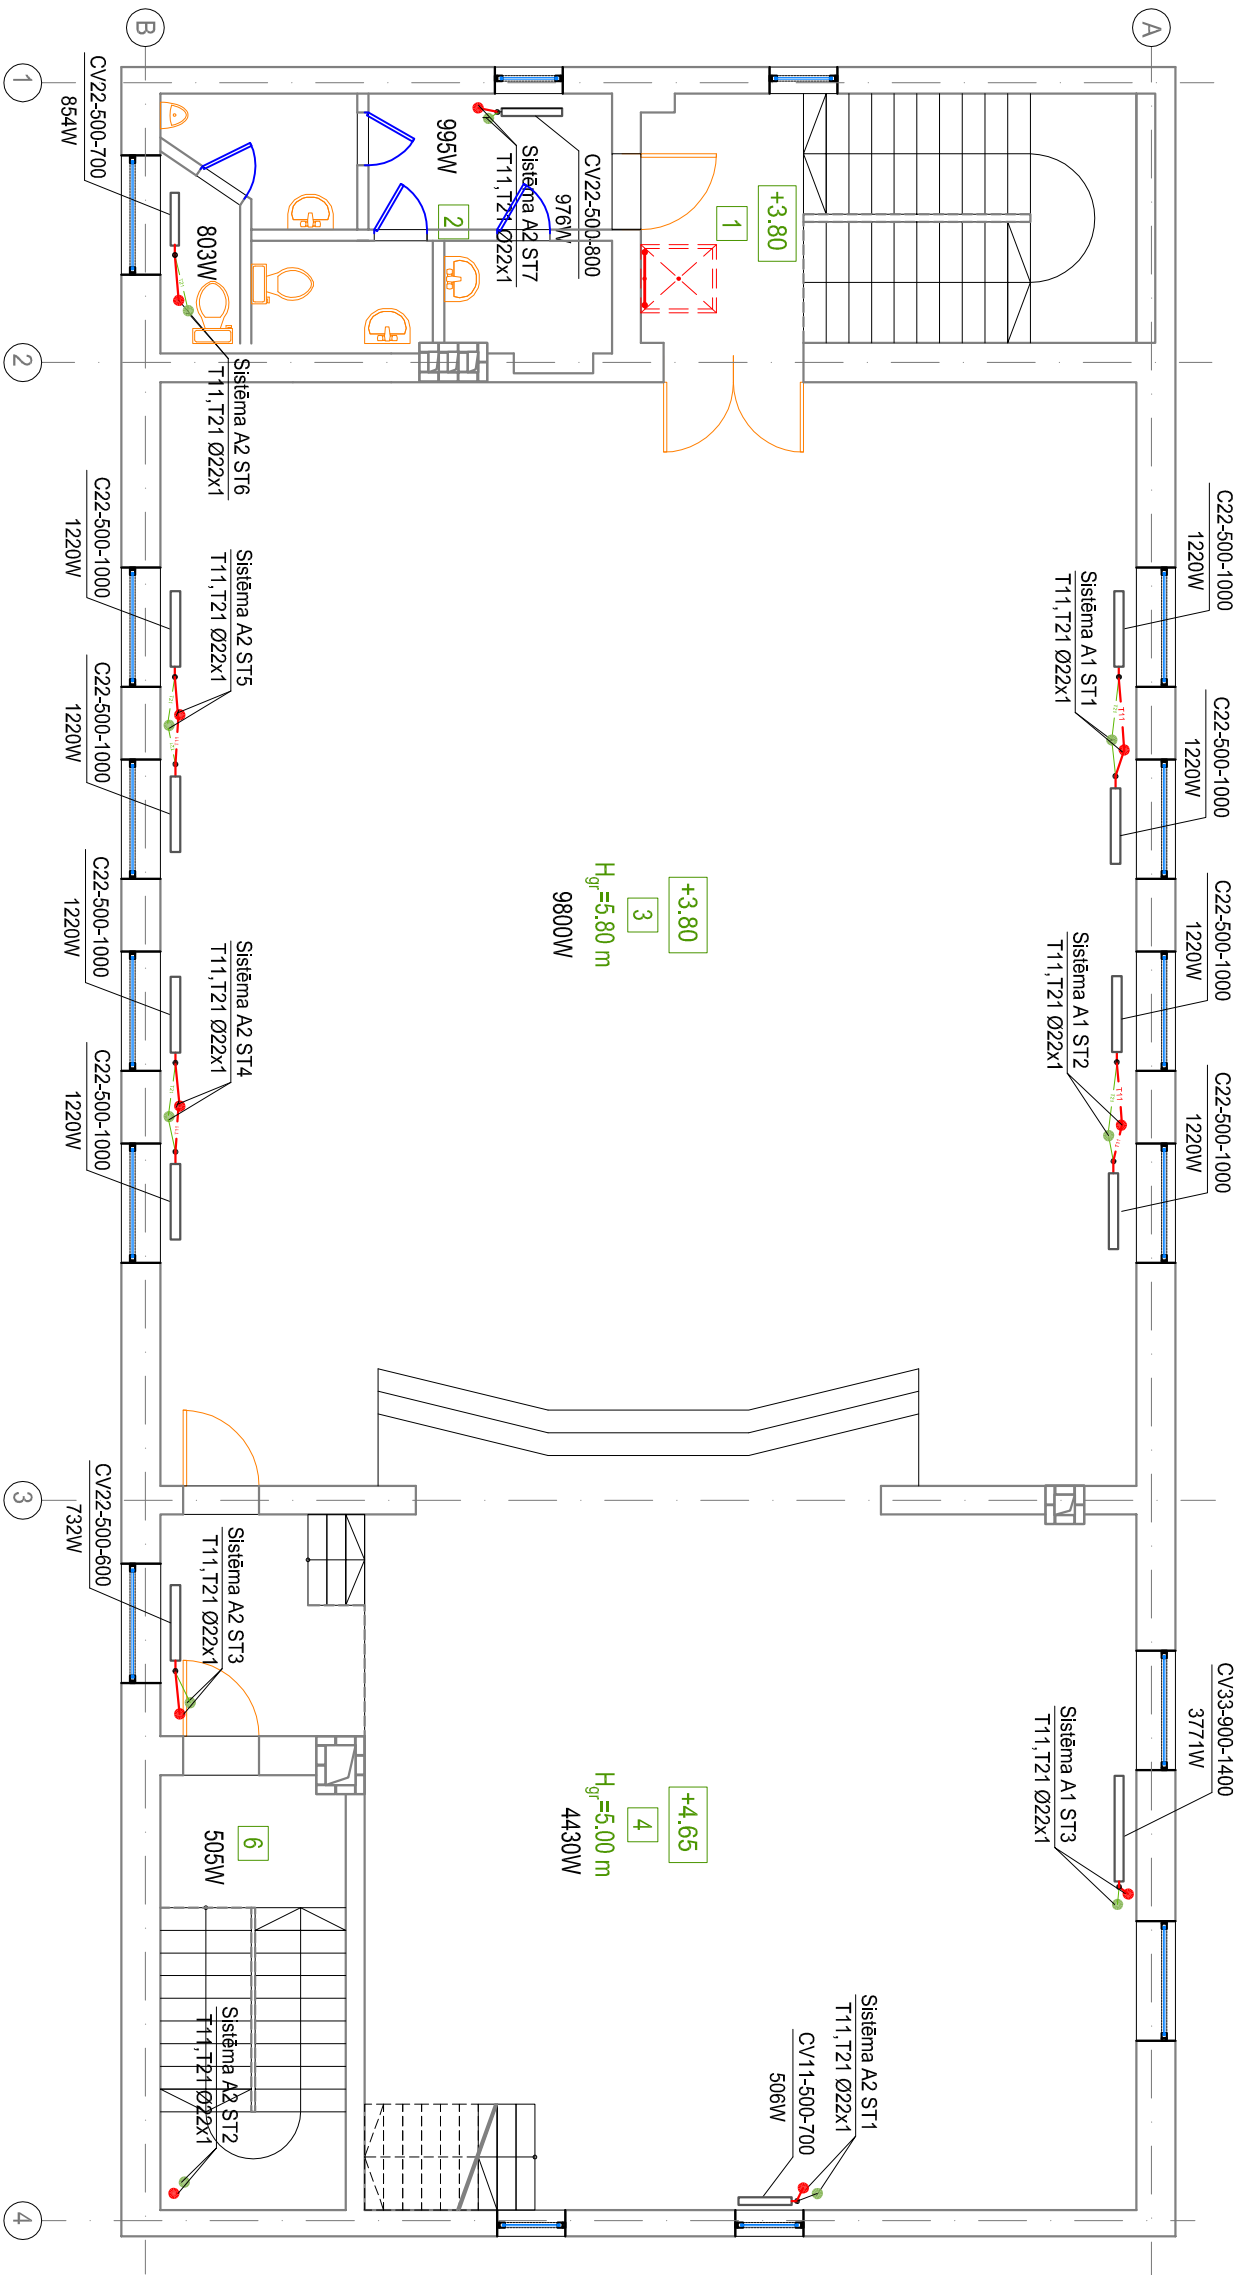 B
A
1
2
3
4
CV22-500-700
854W
803W
995W
2
Sistēma A2 ST7
T11,T21 Ø22x1
CV22-500-800
976W
1
+3.80
Sistēma A2 ST6
T11,T21 Ø22x1
C22-500-1000
1220W
Sistēma A2 ST5
T11,T21 Ø22x1
C22-500-1000
1220W
C22-500-1000
1220W
Sistēma A2 ST4
T11,T21 Ø22x1
C22-500-1000
1220W
C22-500-1000
1220W
Sistēma A1 ST1
T11,T21 Ø22x1
T11
C22-500-1000
1220W
C22-500-1000
1220W
Sistēma A1 ST2
T11,T21 Ø22x1
T11
C22-500-1000
1220W
+3.80
3
Hgr=5.80 m
9800W
CV22-500-600
732W
Sistēma A2 ST3
T11,T21 Ø22x1
CV33-900-1400
3771W
Sistēma A1 ST3
T11,T21 Ø22x1
+4.65
4
Hgr=5.00 m
4430W
6
505W
Sistēma A2 ST2
T11,T21 Ø22x1
Sistēma A2 ST1
T11,T21 Ø22x1
CV11-500-700
506W